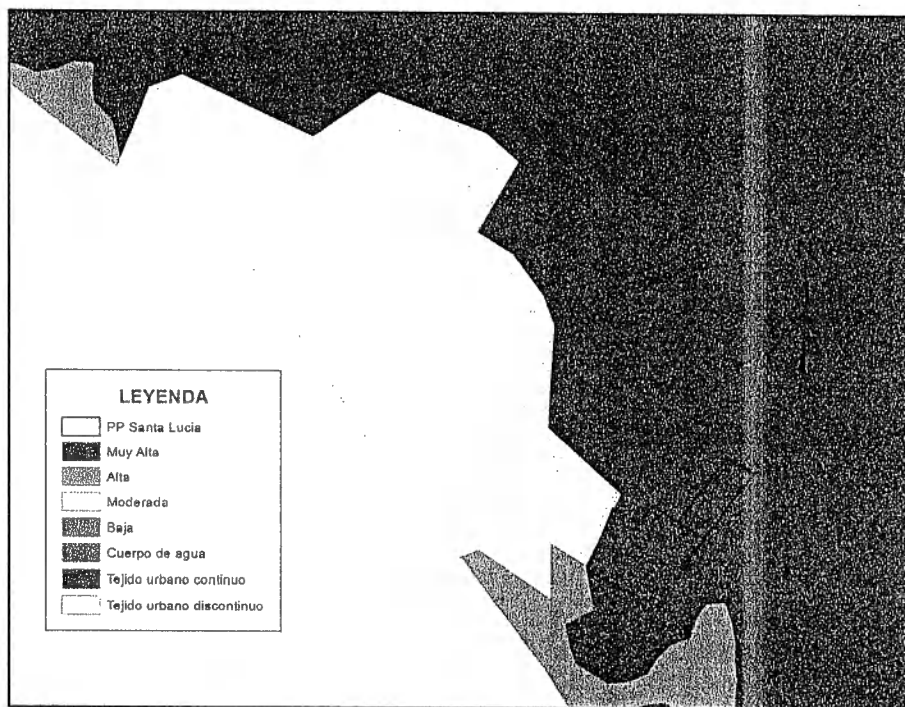 LEYENDA
PP Santa Lucia
Muy Alta
Alta
Moderada
Baja
Cuerpo de agua
Tejido urbano continuo
Tejido urbano discontinuo